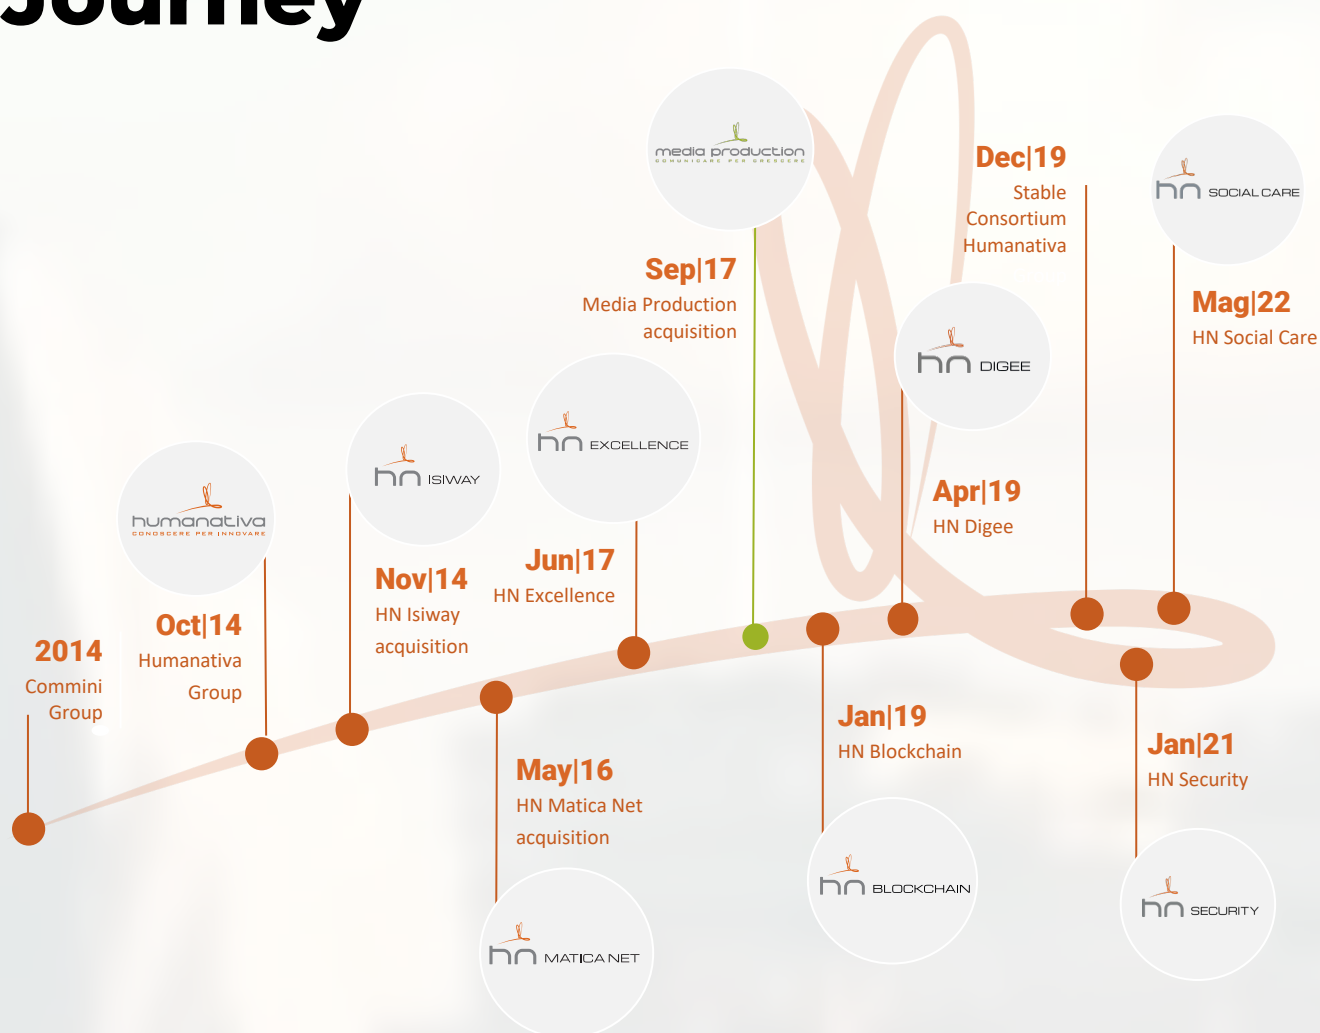 Journey
2014
Commini
Group
humanativa
CONOSCERE PER INNOVARE
Oct|14
Humanativa
Group
hn ISIWAY
Nov|14
HN Isiway
acquisition
May|16
HN Matica Net
acquisition
hn MATICA NET
hn EXCELLENCE
Jun|17
HN Excellence
media production
COMUNICARE PER CRESCERE
Sep|17
Media Production
acquisition
Jan|19
HN Blockchain
hn BLOCKCHAIN
hn DIGEE
Apr|19
HN Digee
Dec|19
Stable
Consortium
Humanativa
Jan|21
HN Security
hn SECURITY
hn SOCIAL CARE
Mag|22
HN Social Care